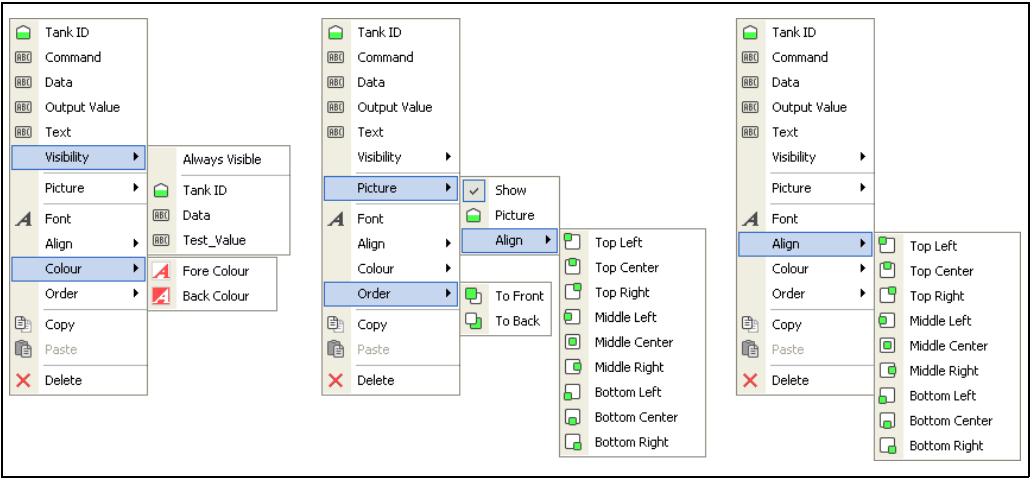 Tank ID
Command
Data
Output Value
Text
Visibility
Picture
Font
Align
Colour
Order
Copy
Paste
Delete
Always Visible
Tank ID
Data
Test_Value
Fore Colour
Back Colour
Tank ID
Command
Data
Output Value
Text
Visibility
Picture
Font
Align
Colour
Order
Copy
Paste
Delete
Show
Picture
Align
To Front
To Back
Top Left
Top Center
Top Right
Middle Left
Middle Center
Middle Right
Bottom Left
Bottom Center
Bottom Right
Tank ID
Command
Data
Output Value
Text
Visibility
Picture
Font
Align
Colour
Order
Copy
Paste
Delete
Top Left
Top Center
Top Right
Middle Left
Middle Center
Middle Right
Bottom Left
Bottom Center
Bottom Right